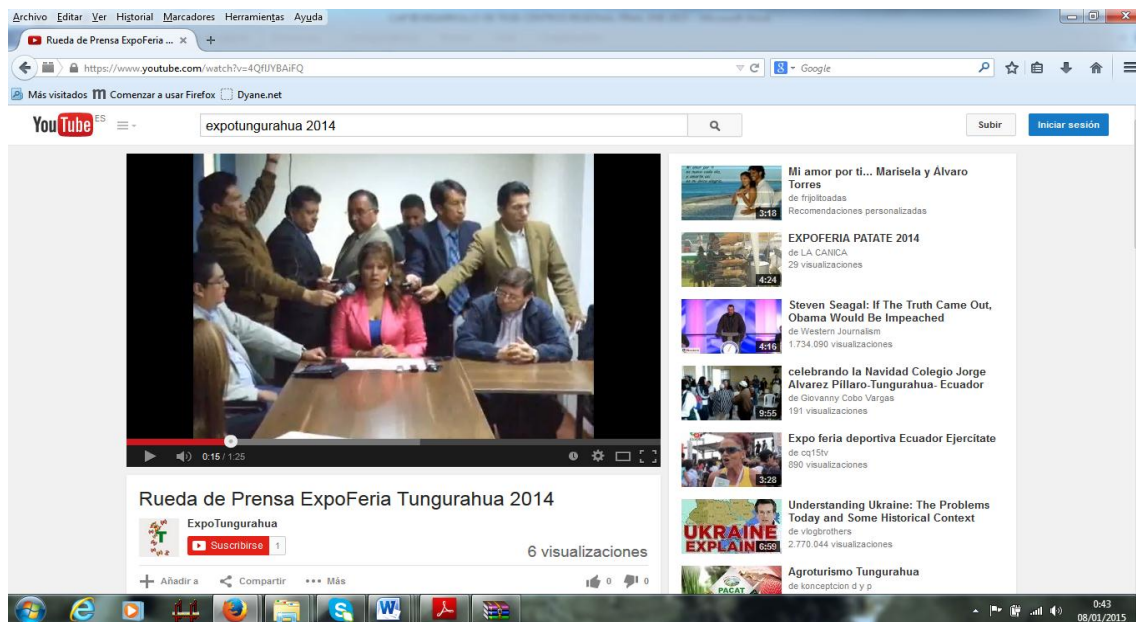 Archivo Editar Ver Historial Marcadores Herramientas Ayuda
Rueda de Prensa ExpoFeria ... × +
https://www.youtube.com/watch?v=4QflJYBAiFQ
Google
Más visitados Comenzar a usar Firefox Dyane.net
YouTube ES
expotungurahua 2014
Subir
Iniciar sesión
0:15 / 1:25
Rueda de Prensa ExpoFeria Tungurahua 2014
ExpoTungurahua
Suscribirse 1
6 visualizaciones
Añadir a Compartir Más
0 0
Mi amor por ti... Marisela y Álvaro
Torres
de frijolitoadas
Recomendaciones personalizadas
3:18
EXPOFERIA PATATE 2014
de LA CANICA
29 visualizaciones
4:24
Steven Seagal: If The Truth Came Out,
Obama Would Be Impeached
de Western Journalism
1.734.090 visualizaciones
4:16
celebrando la Navidad Colegio Jorge
Alvarez Píllaro-Tungurahua- Ecuador
de Giovanny Cobo Vargas
191 visualizaciones
9:55
Expo feria deportiva Ecuador Ejercítate
de cq15tv
890 visualizaciones
3:28
Understanding Ukraine: The Problems
Today and Some Historical Context
de vlogbrothers
2.770.044 visualizaciones
UKRAINE
EXPLAIN
6:59
Agroturismo Tungurahua
de konceptcion d y p
PACAT
0:43
08/01/2015